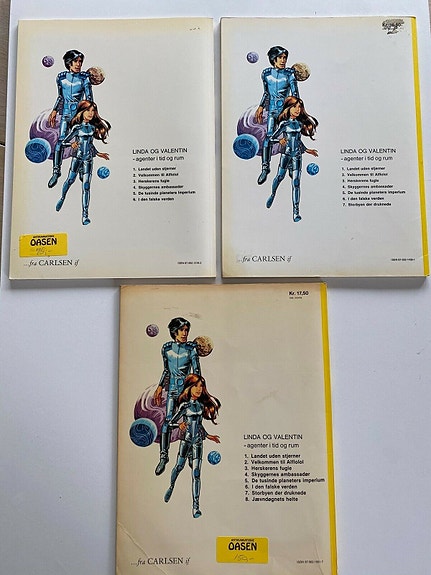 LINDA OG VALENTIN
- agenter i tid og rum
1. Landet uden stjerner
2. Velkommen til Alflolol
3. Herskerens fugle
4. Skyggernes ambassadør
5. De tusinde planeters imperium
6. I den falske verden
OASEN
...fra CARLSEN if
LINDA OG VALENTIN
- agenter i tid og rum
1. Landet uden stjerner
2. Velkommen til Alflolol
3. Herskerens fugle
4. Skyggernes ambassadør
5. De tusinde planeters imperium
6. I den falske verden
7. Storbyen der druknede
...fra CARLSEN if
Kr. 17,50
LINDA OG VALENTIN
- agenter i tid og rum
1. Landet uden stjerner
2. Velkommen til Alflolol
3. Herskerens fugle
4. Skyggernes ambassadør
5. De tusinde planeters imperium
6. I den falske verden
7. Storbyen der druknede
8. Jævndøgnets helte
...fra CARLSEN if
OASEN